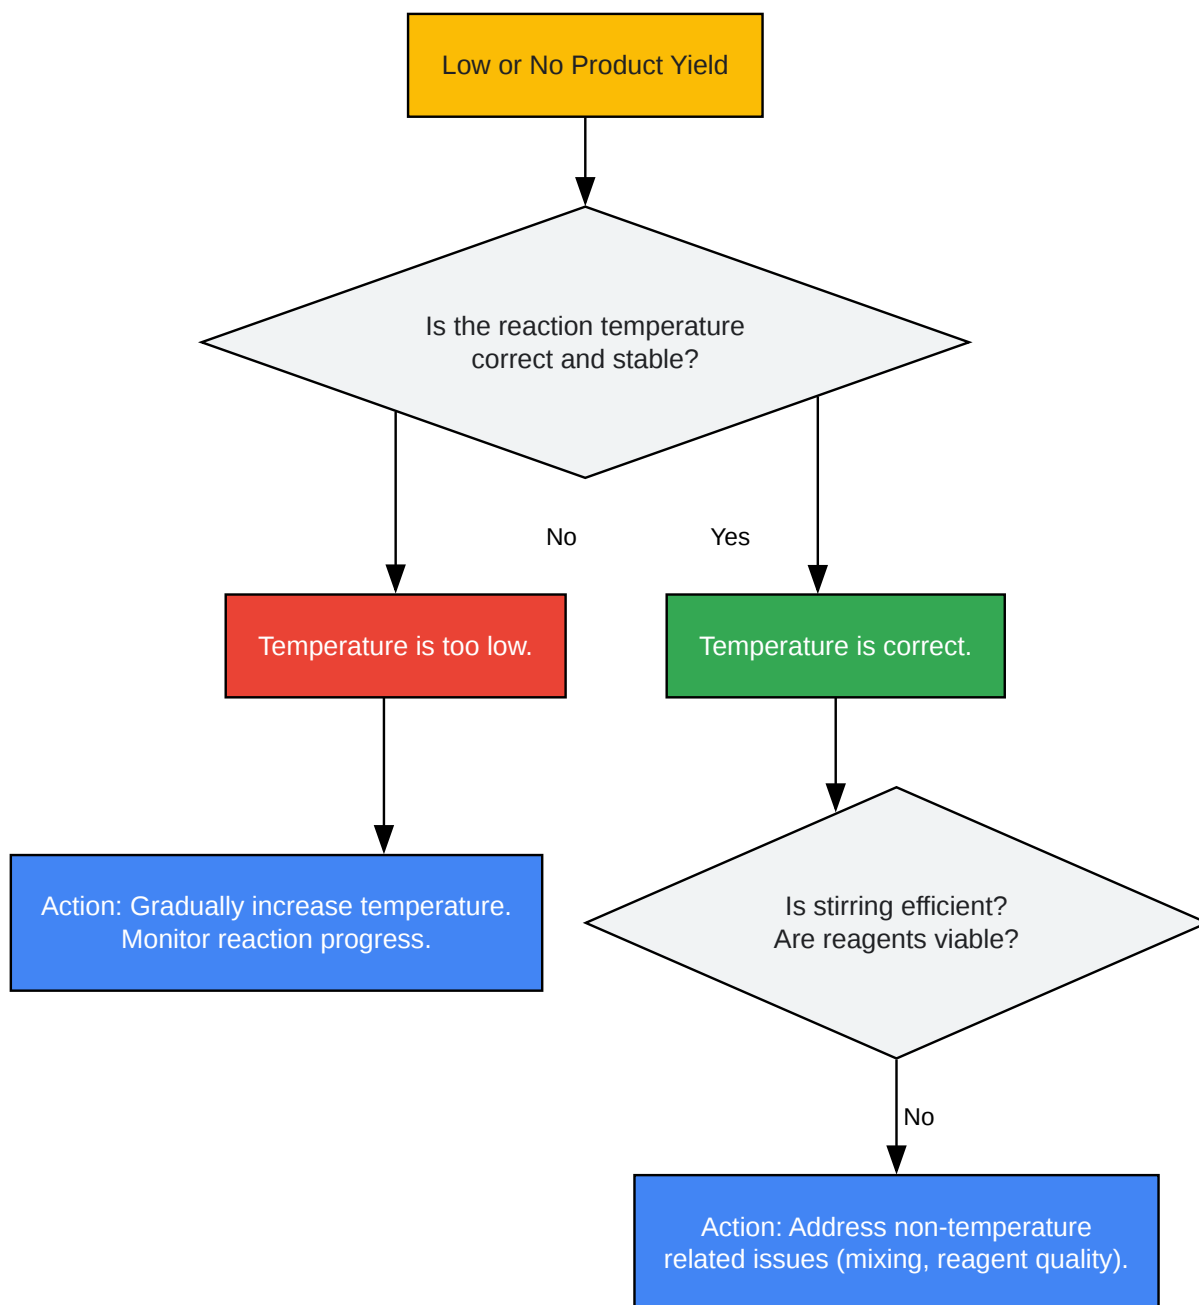 Low or No Product Yield
Is the reaction temperature
correct and stable?
No
Yes
Temperature is too low.
Temperature is correct.
Action: Gradually increase temperature.
Monitor reaction progress.
Is stirring efficient?
Are reagents viable?
No
Action: Address non-temperature
related issues (mixing, reagent quality).